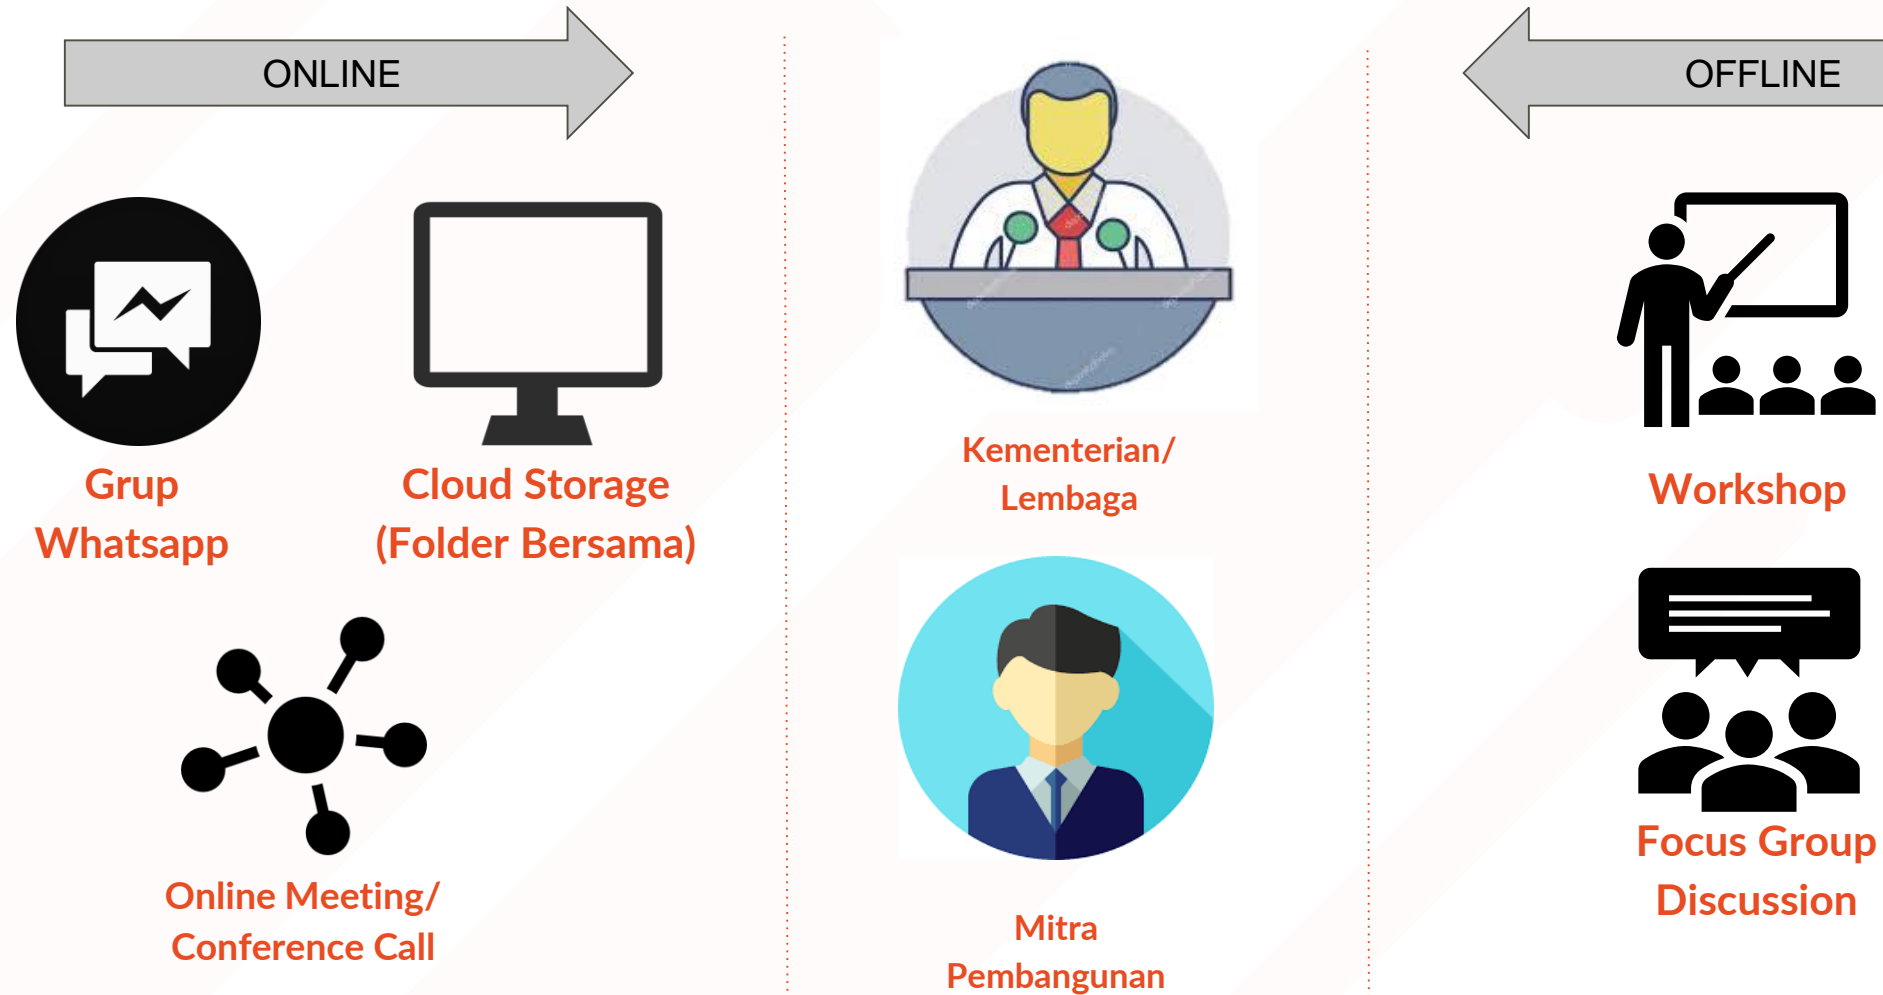 ONLINE
OFFLINE
Grup
Whatsapp
Cloud Storage
(Folder Bersama)
Online Meeting/
Conference Call
Kementerian/
Lembaga
Mitra
Pembangunan
Workshop
Focus Group
Discussion